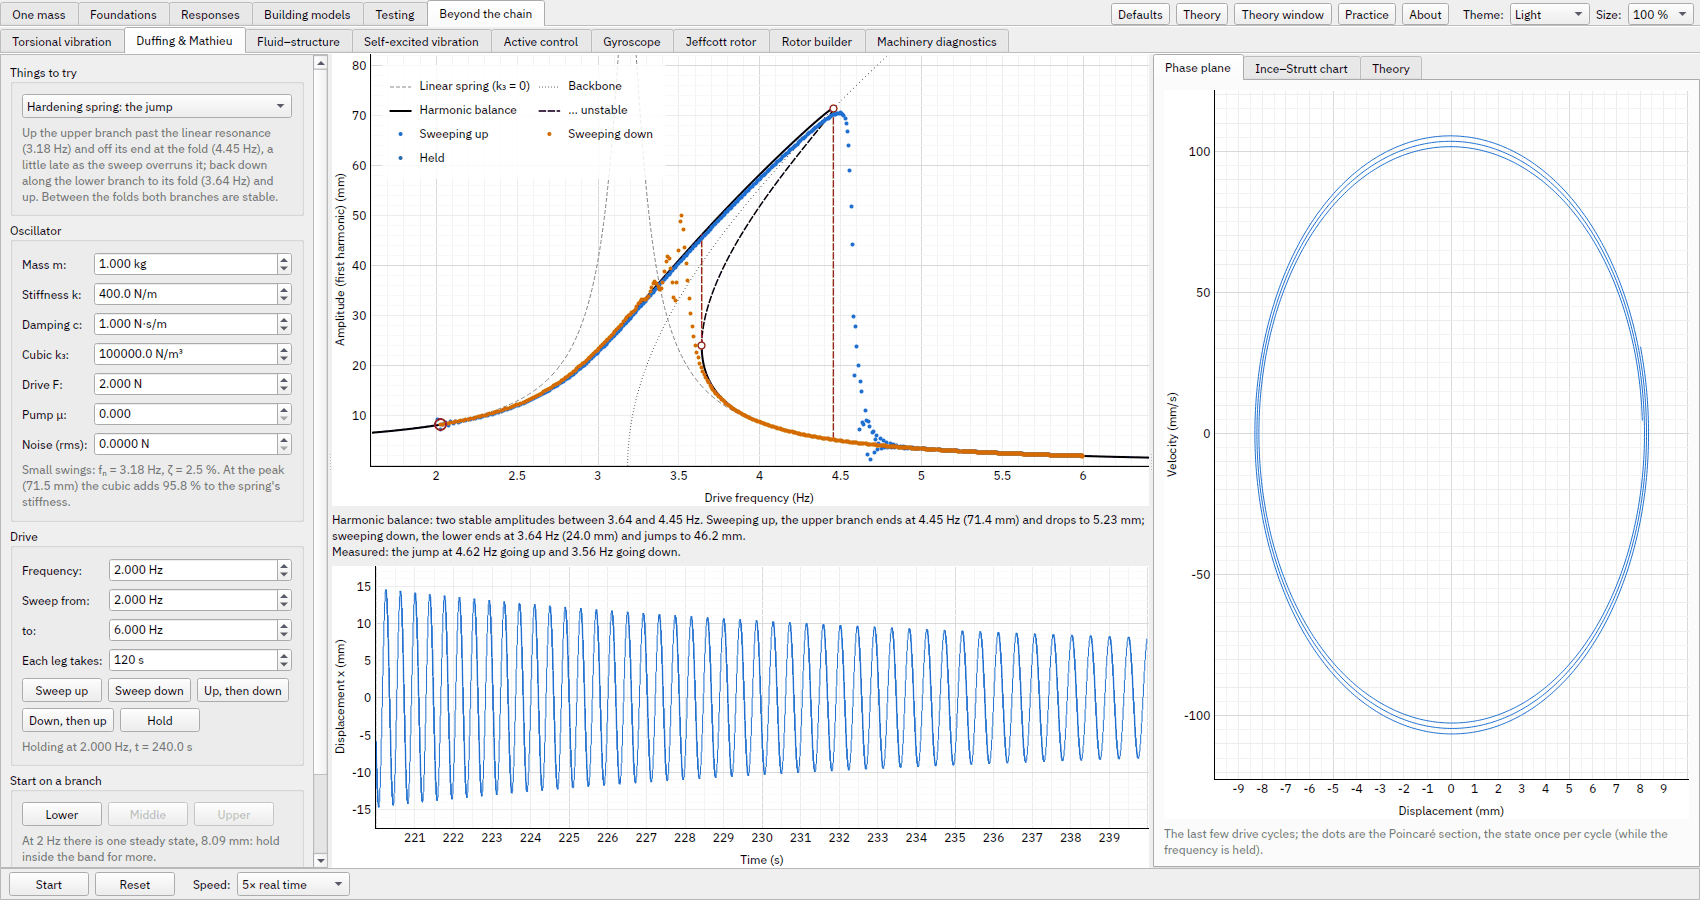 One mass
Foundations
Responses
Building models
Testing
Beyond the chain
Defaults
Theory
Theory window
Practice
About
Theme:
Light
Size:
100 %
Torsional vibration
Duffing & Mathieu
Fluid–structure
Self-excited vibration
Active control
Gyroscope
Jeffcott rotor
Rotor builder
Machinery diagnostics
Things to try
Hardening spring: the jump
Up the upper branch past the linear resonance
(3.18 Hz) and off its end at the fold (4.45 Hz), a
little late as the sweep overruns it; back down
along the lower branch to its fold (3.64 Hz) and
up. Between the folds both branches are stable.
Oscillator
Mass m:
1.000 kg
Stiffness k:
400.0 N/m
Damping c:
1.000 N·s/m
Cubic k₃:
100000.0 N/m³
Drive F:
2.000 N
Pump μ:
0.000
Noise (rms):
0.0000 N
Small swings: fₙ = 3.18 Hz, ζ = 2.5 %. At the peak
(71.5 mm) the cubic adds 95.8 % to the spring's
stiffness.
Drive
Frequency:
2.000 Hz
Sweep from:
2.000 Hz
to:
6.000 Hz
Each leg takes:
120 s
Sweep up
Sweep down
Up, then down
Down, then up
Hold
Holding at 2.000 Hz, t = 240.0 s
Start on a branch
Lower
Middle
Upper
At 2 Hz there is one steady state, 8.09 mm: hold
inside the band for more.
Start
Reset
Speed:
5× real time
Amplitude (first harmonic) (mm)
80
70
60
50
40
30
20
10
Linear spring (k₃ = 0)
Backbone
Harmonic balance
... unstable
Sweeping up
Sweeping down
Held
2
2.5
3
3.5
4
4.5
5
5.5
6
Drive frequency (Hz)
Harmonic balance: two stable amplitudes between 3.64 and 4.45 Hz. Sweeping up, the upper branch ends at 4.45 Hz (71.4 mm) and drops to 5.23 mm;
sweeping down, the lower ends at 3.64 Hz (24.0 mm) and jumps to 46.2 mm.
Measured: the jump at 4.62 Hz going up and 3.56 Hz going down.
Displacement x (mm)
15
10
5
0
-5
-10
-15
221
222
223
224
225
226
227
228
229
230
231
232
233
234
235
236
237
238
239
Time (s)
Phase plane
Ince–Strutt chart
Theory
Velocity (mm/s)
100
50
0
-50
-100
-9
-8
-7
-6
-5
-4
-3
-2
-1
0
1
2
3
4
5
6
7
8
9
Displacement (mm)
The last few drive cycles; the dots are the Poincaré section, the state once per cycle (while the
frequency is held).